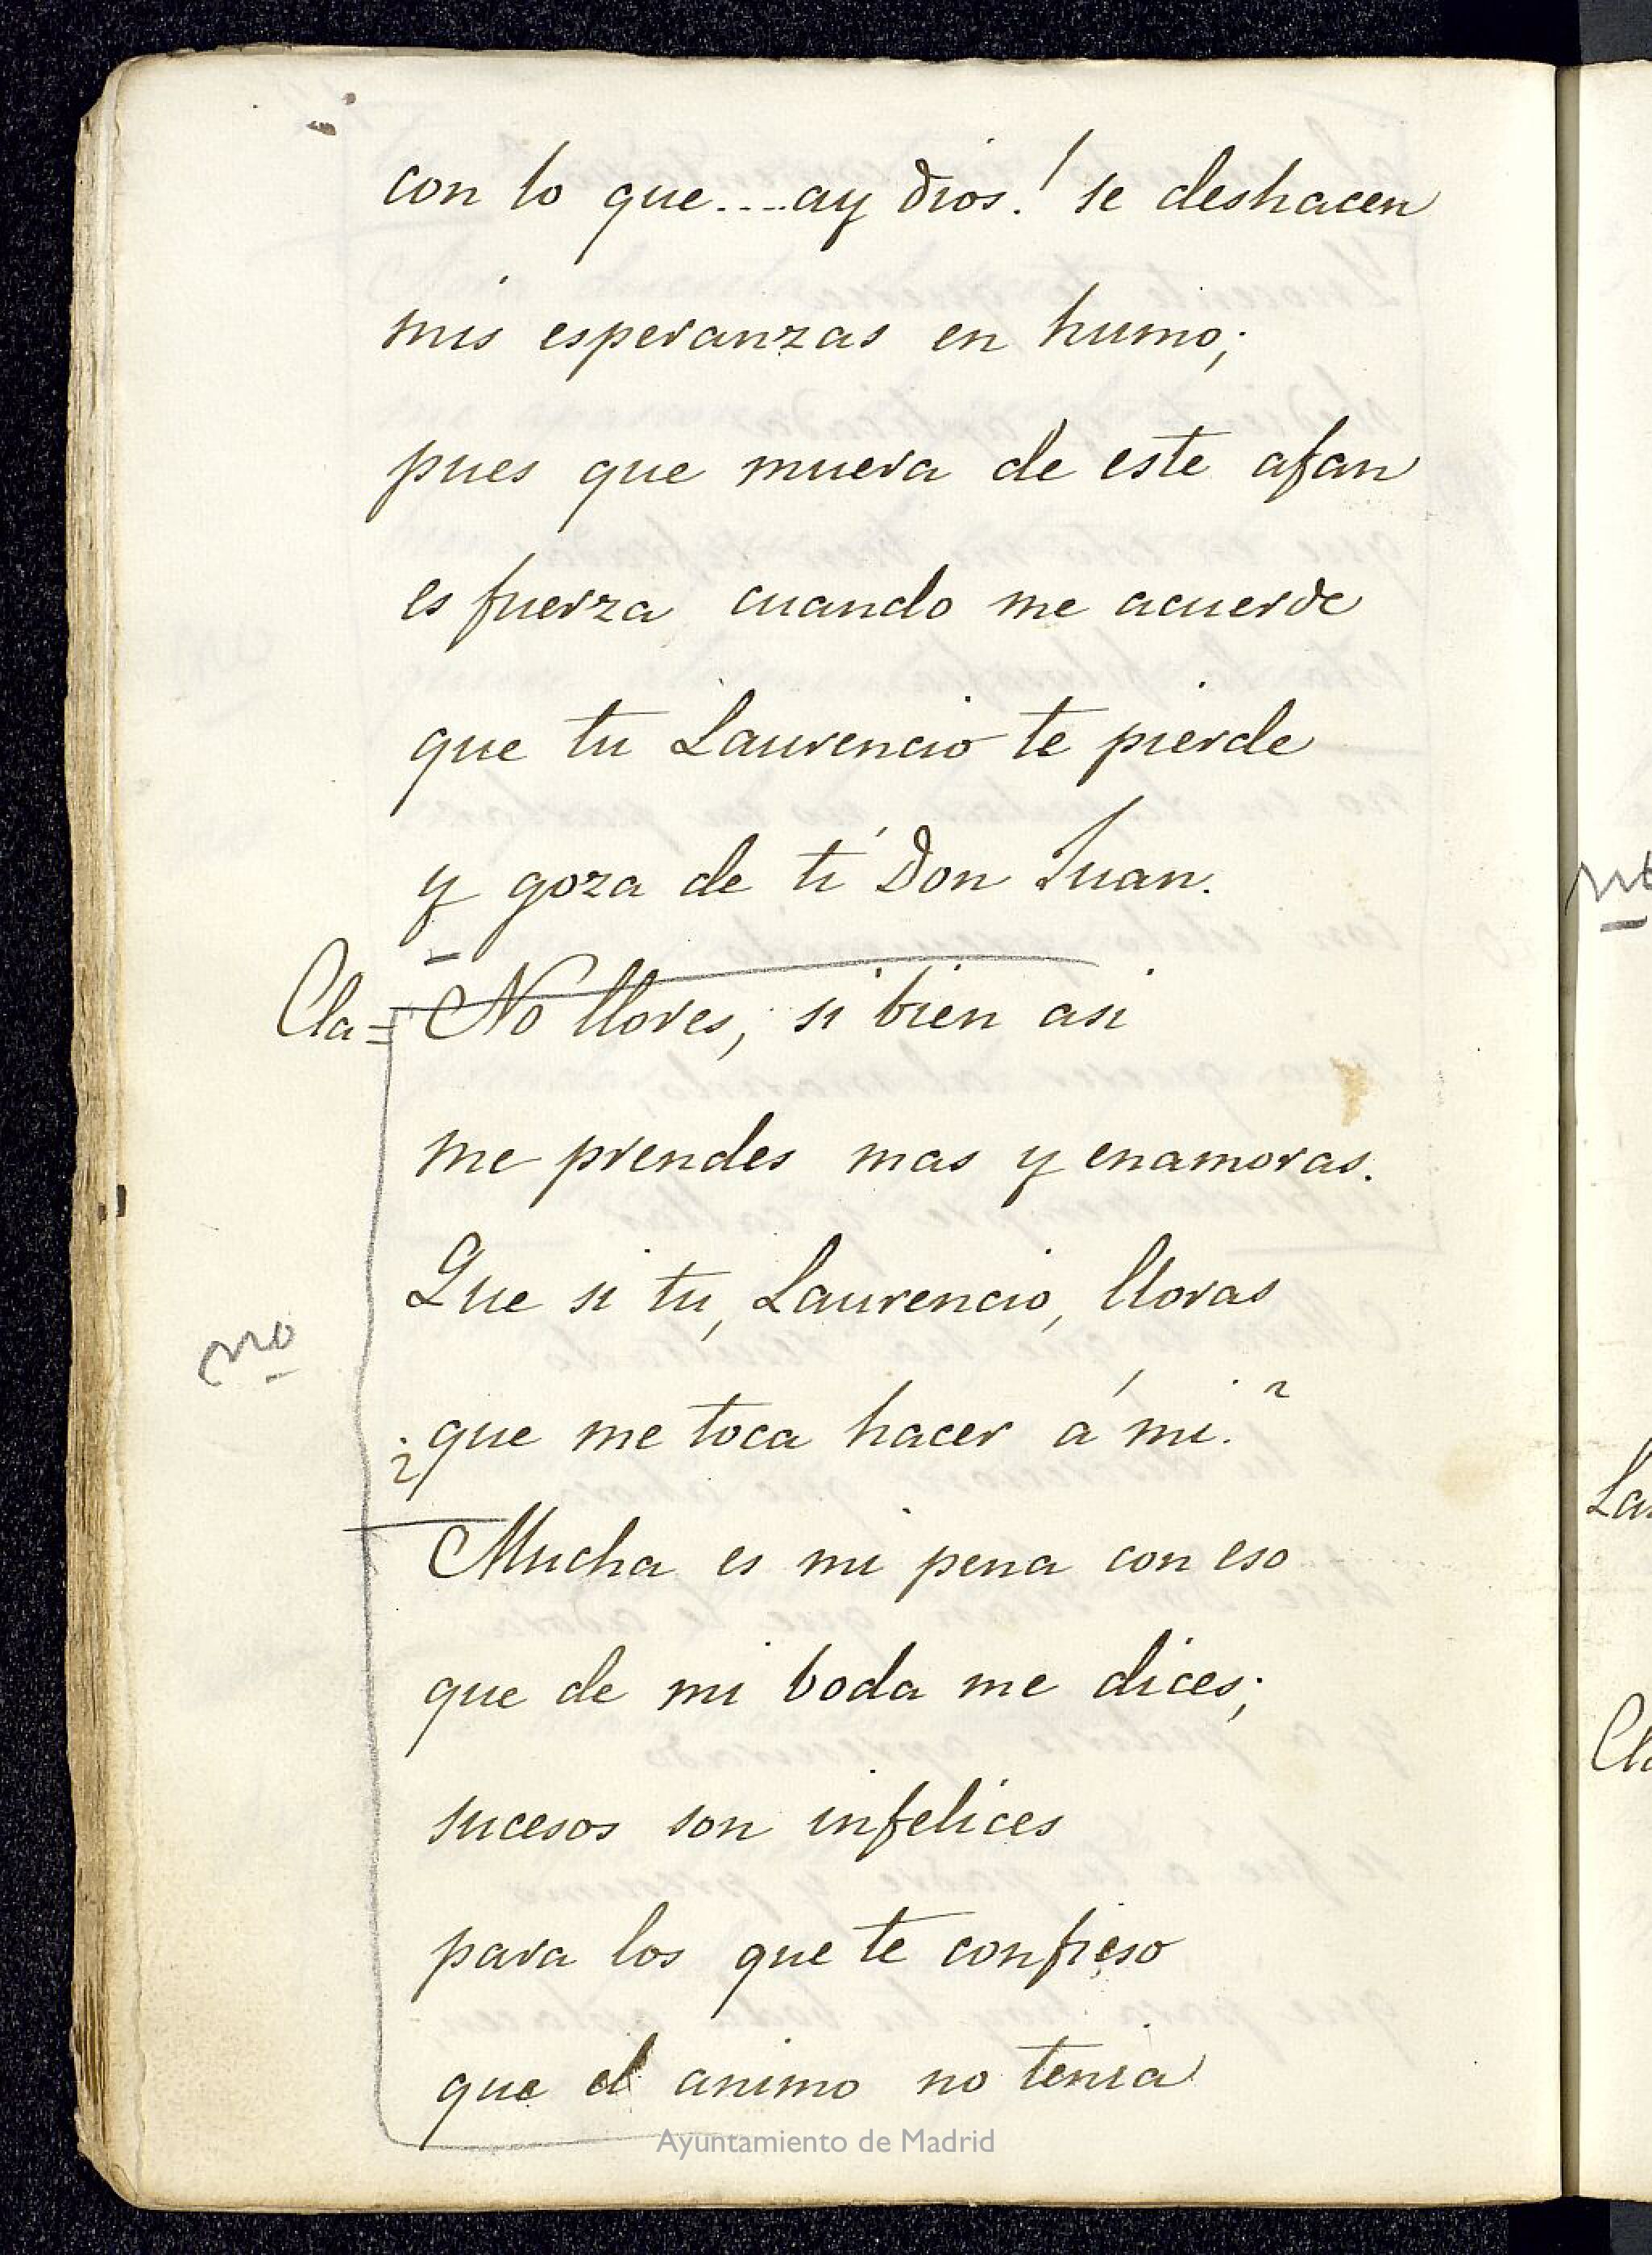 con lo que....ay dios! se deshacen
mis esperanzas en humo;
pues que muera de este afan
es fuerza cuando me acuerde
que tu Laurencio te pierde
y goza de tí Don Juan.
Cla= No llores, si bien asi
me prendes mas y enamoras.
Que si tu, Laurencio, lloras
¿que me toca hacer á mi?
no
Mucha es mi pena con eso
que de mi boda me dices;
sucesos son infelices
para los que te confieso
que el animo no tenia
Ayuntamiento de Madrid
no
La
Cla